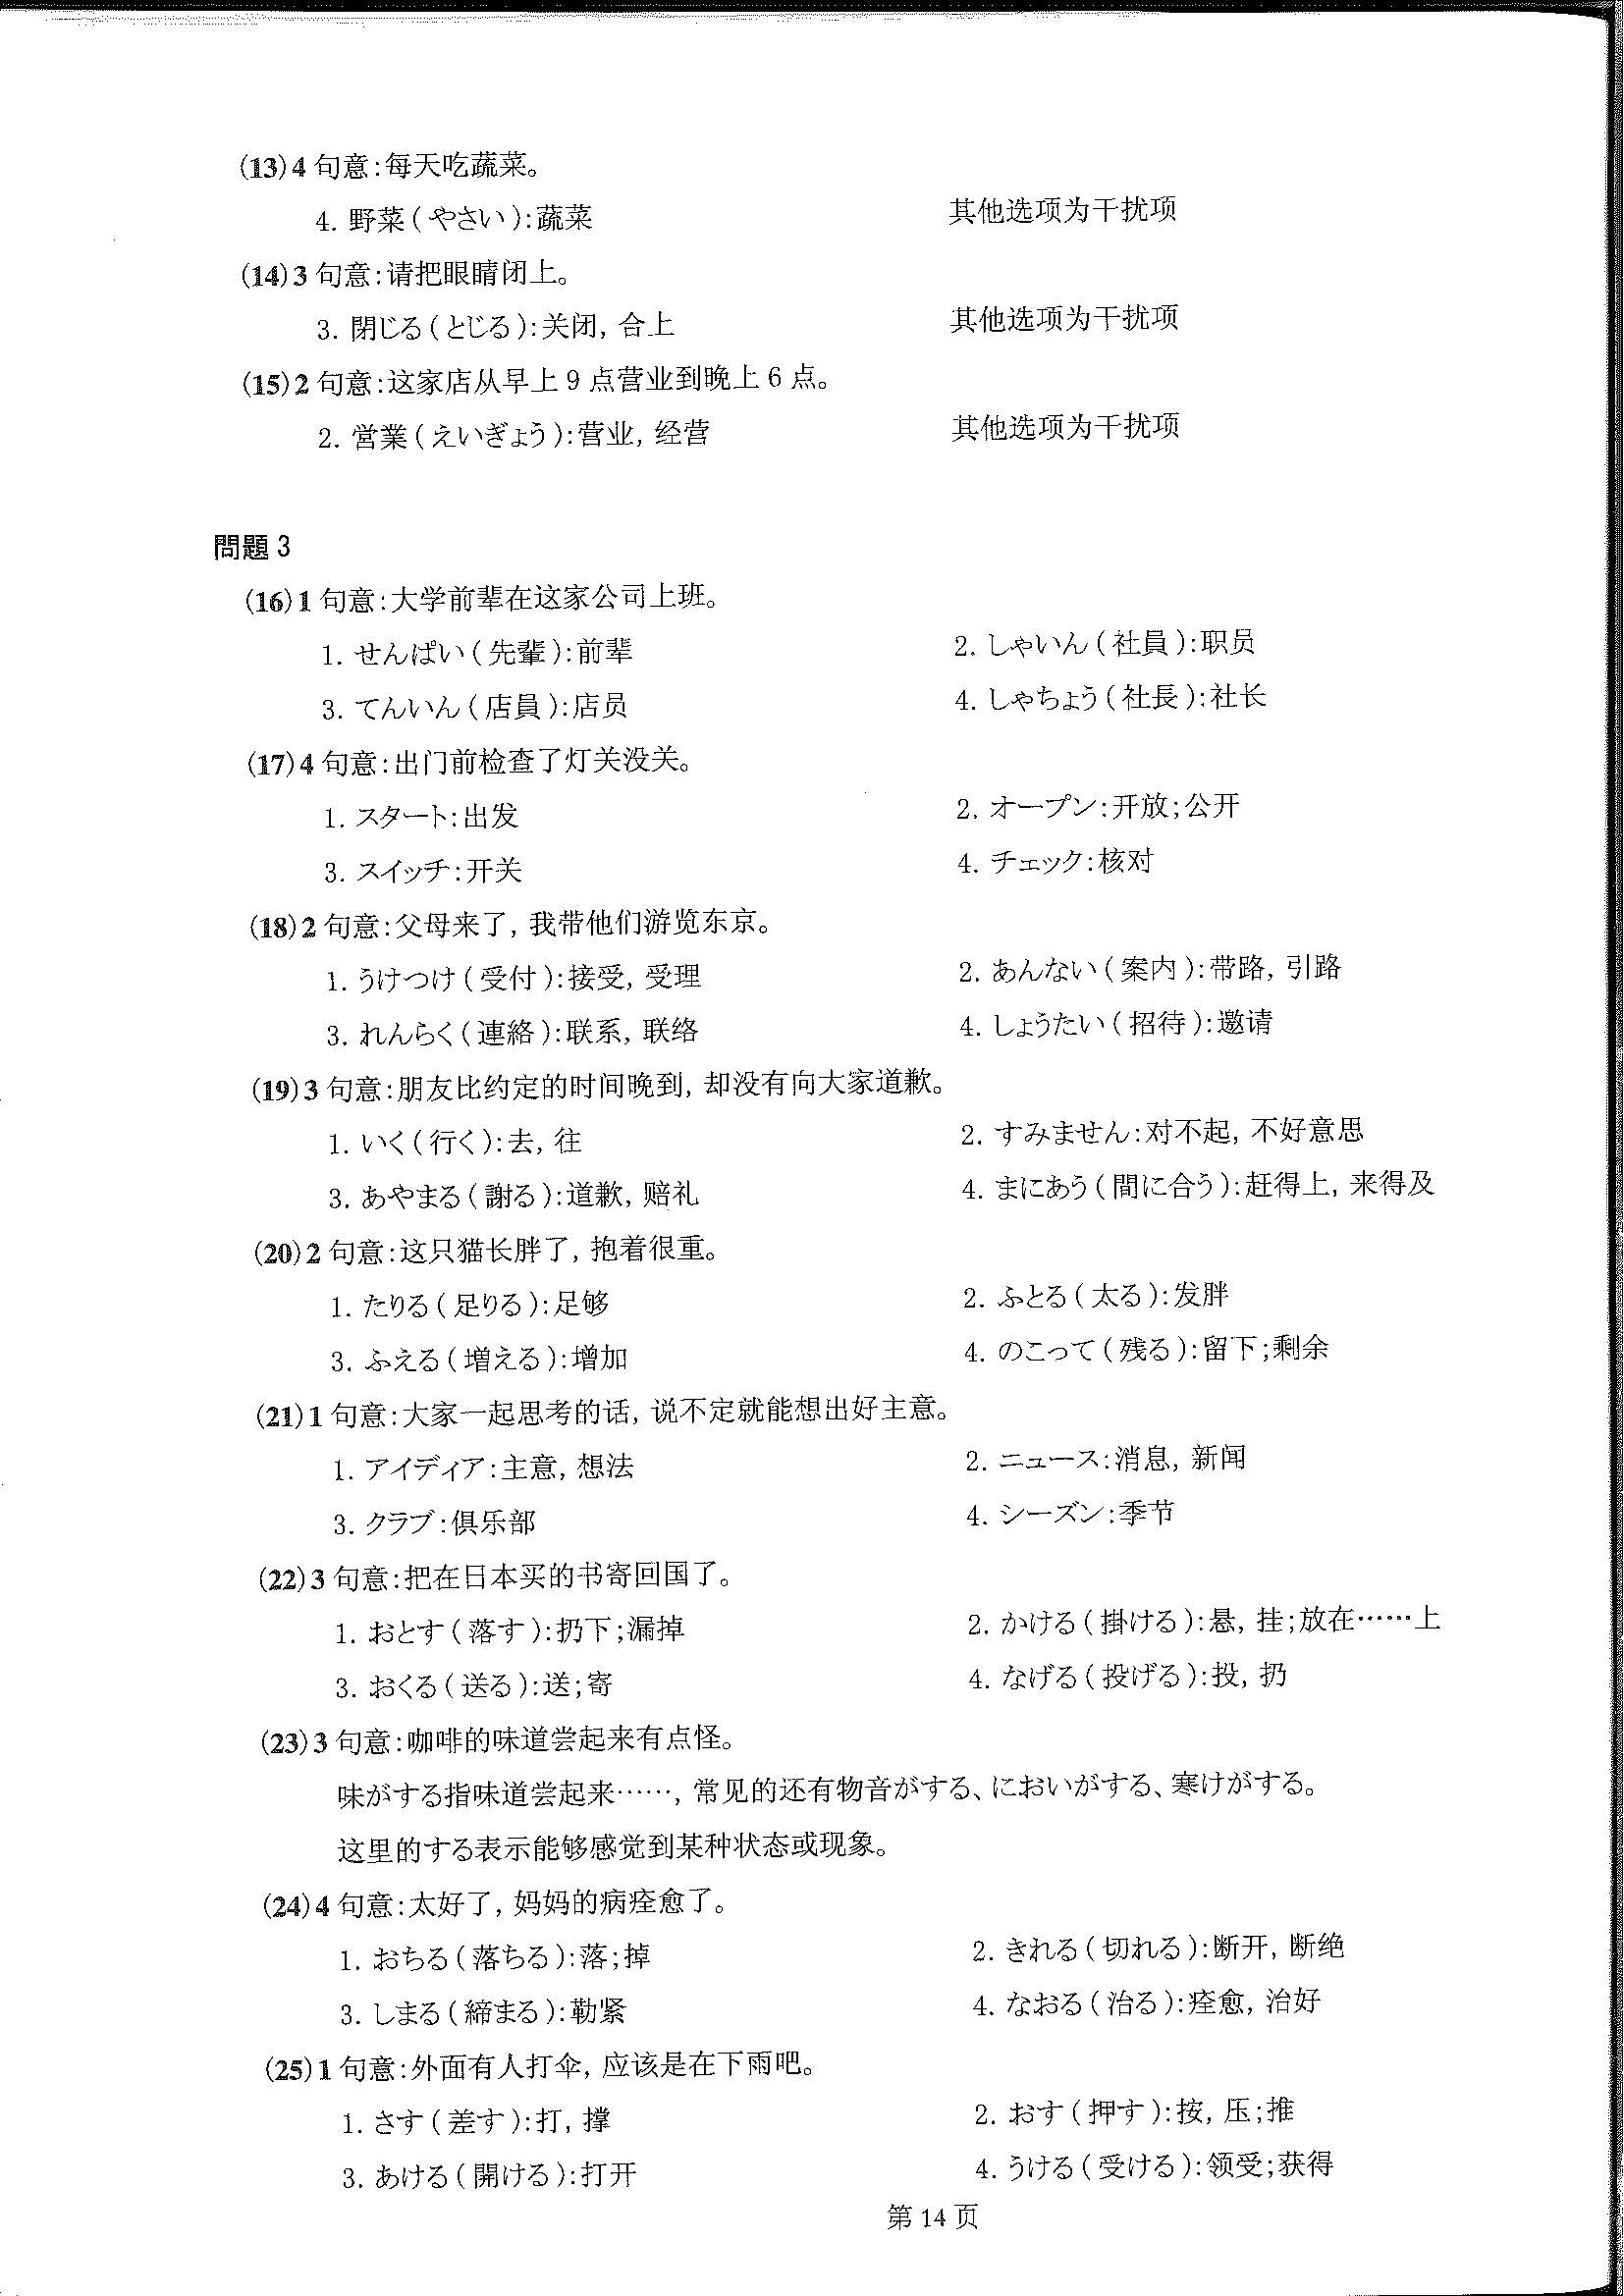 (13)4 句意:每天吃蔬菜。
4. 野菜(やさい):蔬菜 其他选项为干扰项
(14)3 句意:请把眼睛闭上。
3. 閉じる(とじる):关闭, 合上 其他选项为干扰项
(15)2 句意:这家店从早上 9 点营业到晚上 6 点。
2. 営業(えいぎょう):营业, 经营 其他选项为干扰项
問題 3
(16)1 句意:大学前辈在这家公司上班。
1. せんぱい(先輩):前辈 2. しゃいん(社員):职员
3. てんいん(店員):店员 4. しゃちょう(社長):社长
(17)4 句意:出门前检查了灯关没关。
1. スタート:出发 2. オープン:开放;公开
3. スイッチ:开关 4. チェック:核对
(18)2 句意:父母来了, 我带他们游览东京。
1. うけつけ(受付):接受, 受理 2. あんない(案内):带路, 引路
3. れんらく(連絡):联系, 联络 4. しょうたい(招待):邀请
(19)3 句意:朋友比约定的时间晚到, 却没有向大家道歉。
1. いく(行く):去, 往 2. すみません:对不起, 不好意思
3. あやまる(謝る):道歉, 赔礼 4. まにあう(間に合う):赶得上, 来得及
(20)2 句意:这只猫长胖了, 抱着很重。
1. たりる(足りる):足够 2. ふとる(太る):发胖
3. ふえる(増える):增加 4. のこって(残る):留下;剩余
(21)1 句意:大家一起思考的话, 说不定就能想出好主意。
1. アイディア:主意, 想法 2. ニュース:消息, 新闻
3. クラブ:俱乐部 4. シーズン:季节
(22)3 句意:把在日本买的书寄回国了。
1. おとす(落す):扔下;漏掉 2. かける(掛ける):悬, 挂;放在……上
3. おくる(送る):送;寄 4. なげる(投げる):投, 扔
(23)3 句意:咖啡的味道尝起来有点怪。
味がする指味道尝起来……, 常见的还有物音がする、においがする、寒けがする。
这里的する表示能够感觉到某种状态或现象。
(24)4 句意:太好了, 妈妈的病痊愈了。
1. おちる(落ちる):落;掉 2. きれる(切れる):断开, 断绝
3. しまる(締まる):勒紧 4. なおる(治る):痊愈, 治好
(25)1 句意:外面有人打伞, 应该是在下雨吧。
1. さす(差す):打, 撑 2. おす(押す):按, 压;推
3. あける(開ける):打开 4. うける(受ける):领受;获得
第 14 页